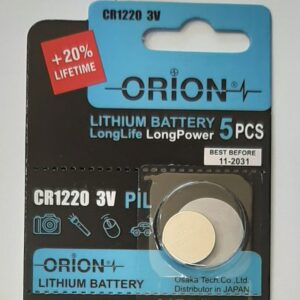 CR1220 3V
+20%
LIFETIME
ORION®
LITHIUM BATTERY
LongLife LongPower 5PCS
BEST BEFORE
11-2031
CR1220 3V PIL
ORION®
LITHIUM BATTERY
Osaka Tech.Co.,Ltd.
Distributor in JAPAN